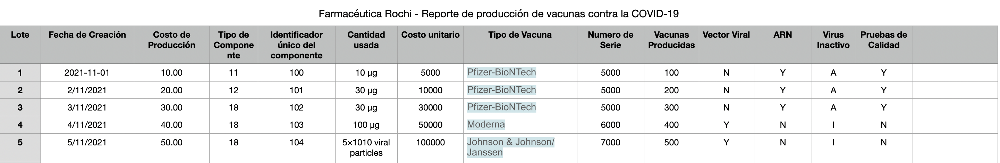 Farmacéutica Rochi - Reporte de producción de vacunas contra la COVID-19
Lote Fecha de Creación Costo de Producción Tipo de Componente Identificador único del componente Cantidad usada Costo unitario Tipo de Vacuna Numero de Serie Vacunas Producidas Vector Viral ARN Virus Inactivo Pruebas de Calidad
1 2021-11-01 10.00 11 100 10 µg 5000 Pfizer-BioNTech 5000 100 N Y A Y
2 2/11/2021 20.00 12 101 30 µg 10000 Pfizer-BioNTech 5000 200 N Y A Y
3 3/11/2021 30.00 18 102 30 µg 30000 Pfizer-BioNTech 5000 300 N Y A Y
4 4/11/2021 40.00 18 103 100 µg 50000 Moderna 6000 400 Y N I N
5 5/11/2021 50.00 18 104 5×1010 viral particles 100000 Johnson & Johnson/Janssen 7000 500 Y N I N